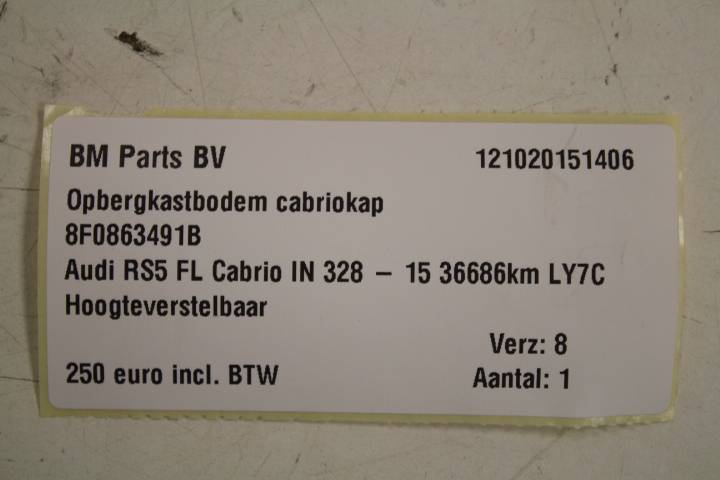 BM Parts BV 121020151406
Opbergkastbodem cabriokap
8F0863491B
Audi RS5 FL Cabrio IN 328 – 15 36686km LY7C
Hoogteverstelbaar
Verz: 8
250 euro incl. BTW Aantal: 1